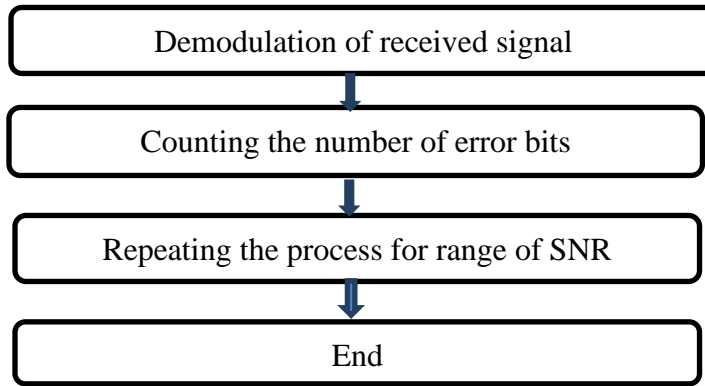 Demodulation of received signal
Counting the number of error bits
Repeating the process for range of SNR
End